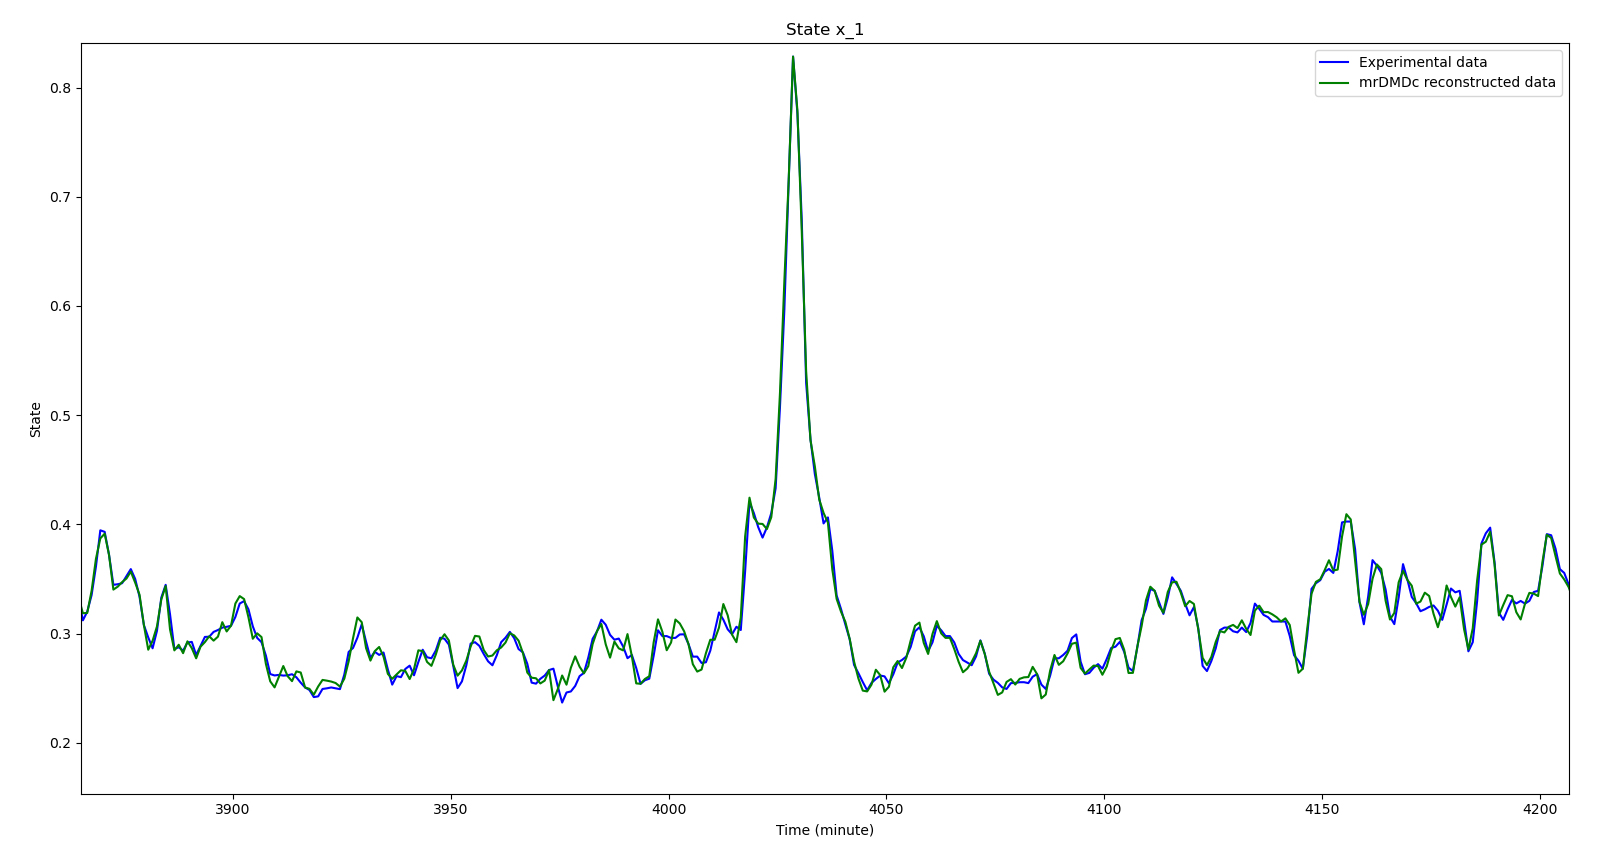 State x_1
Experimental data
mrDMDc reconstructed data
0.8
0.7
0.6
0.5
0.4
0.3
0.2
State
3900
3950
4000
4050
4100
4150
4200
Time (minute)